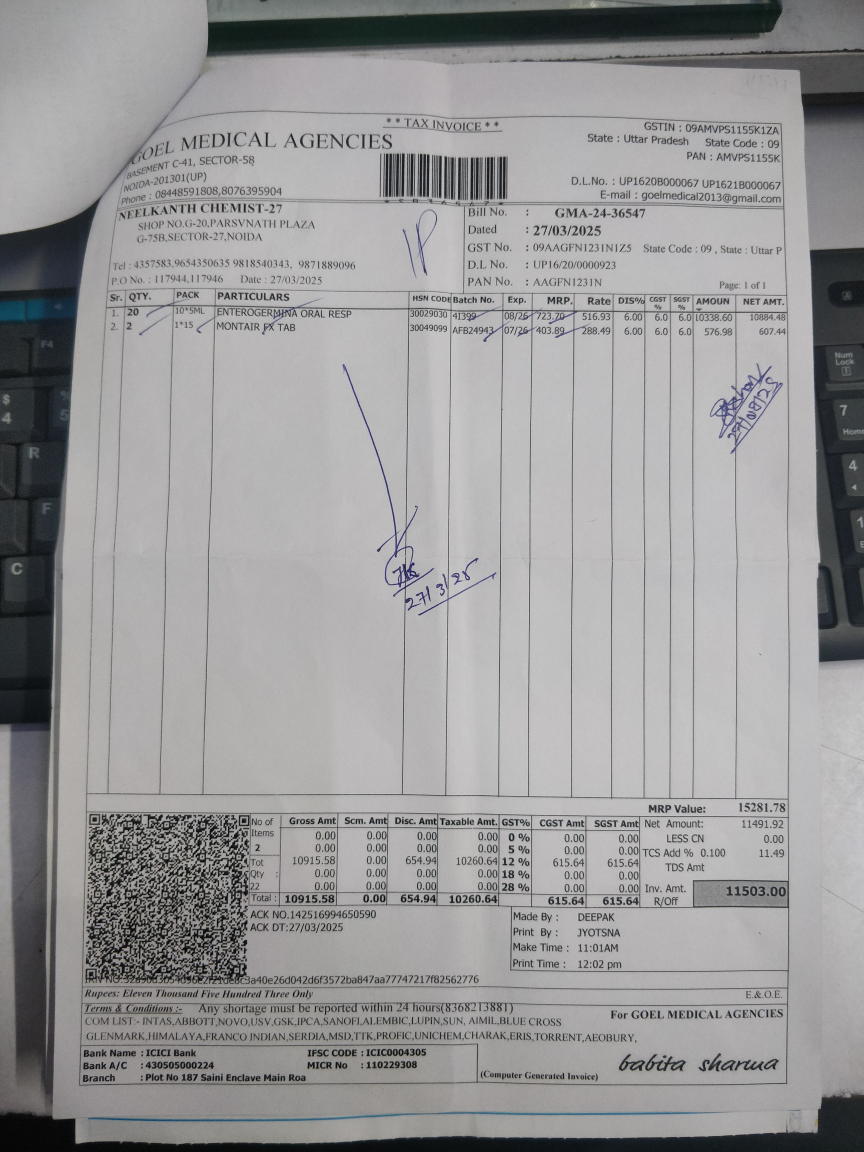 ** TAX INVOICE **
GOEL MEDICAL AGENCIES
BASEMENT C-41, SECTOR-58
NOIDA-201301(UP)
Phone : 08448591808,8076395904
GSTIN : 09AMVPS1155K1ZA
State : Uttar Pradesh State Code : 09
PAN : AMVPS1155K
D.L.No. : UP1620B000067 UP1621B000067
E-mail : goelmedical2013@gmail.com
NEELKANTH CHEMIST-27
SHOP NO.G-20,PARSVNATH PLAZA
G-75B,SECTOR-27,NOIDA
Tel : 4357583,9654350635 9818540343, 9871889096
P.O No. : 117944,117946 Date : 27/03/2025
IP
Bill No. : GMA-24-36547
Dated : 27/03/2025
GST No. : 09AAGFN1231N1Z5 State Code : 09 , State : Uttar P
D.L No. : UP16/20/0000923
PAN No. : AAGFN1231N
Page: 1 of 1
Sr. QTY. PACK PARTICULARS HSN CODE Batch No. Exp. MRP. Rate DIS% CGST % SGST % AMOUN NET AMT.
1. 20 10*5ML ENTEROGERMINA ORAL RESP 30029030 41399 08/26 723.70 516.93 6.00 6.0 6.0 10338.60 10884.48
2. 2 1*15 MONTAIR FX TAB 30049099 AFB24943 07/26 403.89 288.49 6.00 6.0 6.0 576.98 607.44
27/3/25
MRP Value: 15281.78
No of Items 2
Tot Qty : 22
Gross Amt Scm. Amt Disc. Amt Taxable Amt. GST% CGST Amt SGST Amt
0.00 0.00 0.00 0.00 0 % 0.00 0.00
0.00 0.00 0.00 0.00 5 % 0.00 0.00
10915.58 0.00 654.94 10260.64 12 % 615.64 615.64
0.00 0.00 0.00 0.00 18 % 0.00 0.00
0.00 0.00 0.00 0.00 28 % 0.00 0.00
Total : 10915.58 0.00 654.94 10260.64 615.64 615.64
Net Amount: 11491.92
LESS CN 0.00
TCS Add % 0.100 11.49
TDS Amt
Inv. Amt. 11503.00
R/Off
ACK NO.142516994650590
ACK DT:27/03/2025
Made By : DEEPAK
Print By : JYOTSNA
Make Time : 11:01AM
Print Time : 12:02 pm
Rupees: Eleven Thousand Five Hundred Three Only
E.& O.E.
Terms & Conditions :- Any shortage must be reported within 24 hours(8368213881)
COM LIST:- INTAS,ABBOTT,NOVO,USV,GSK,IPCA,SANOFI,ALEMBIC,LUPIN,SUN, AIMIL,BLUE CROSS
GLENMARK,HIMALAYA,FRANCO INDIAN,SERDIA,MSD,TTK,PROFIC,UNICHEM,CHARAK,ERIS,TORRENT,AEOBURY,
For GOEL MEDICAL AGENCIES
Bank Name : ICICI Bank IFSC CODE : ICIC0004305
Bank A/C : 430505000224 MICR No : 110229308
Branch : Plot No 187 Saini Enclave Main Roa
(Computer Generated Invoice)
babita sharma